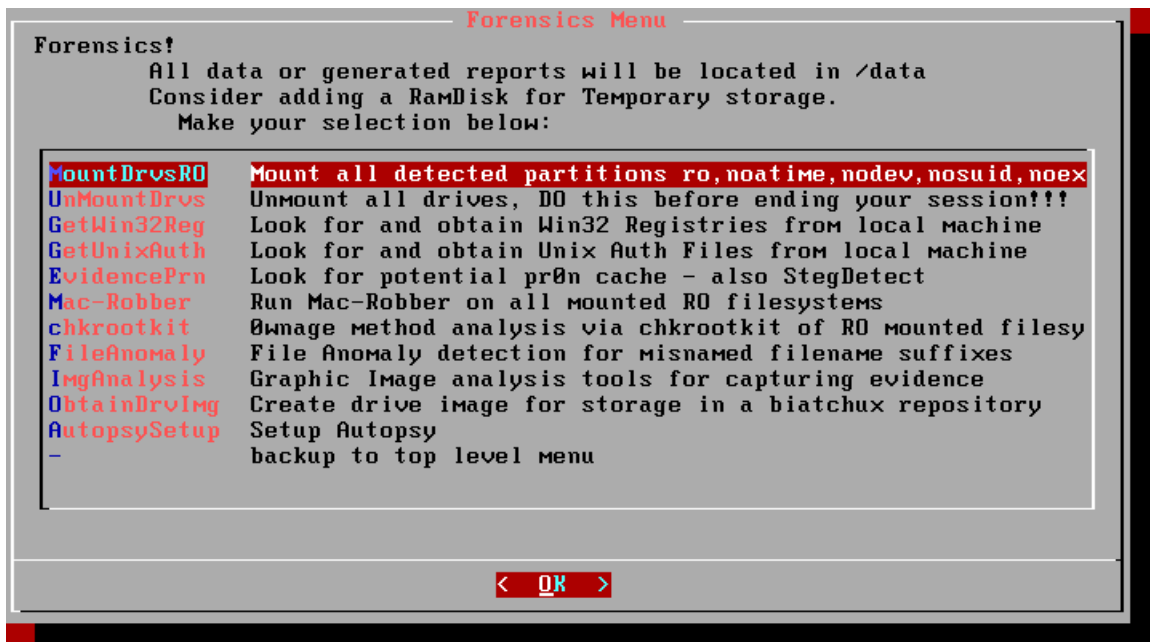 Forensics Menu
Forensics!
All data or generated reports will be located in /data
Consider adding a RamDisk for Temporary storage.
Make your selection below:
MountDrvsRO Mount all detected partitions ro,noatime,nodev,nosuid,noex
UnMountDrvs Unmount all drives, DO this before ending your session!!!
GetWin32Reg Look for and obtain Win32 Registries from local machine
GetUnixAuth Look for and obtain Unix Auth Files from local machine
EvidencePrn Look for potential pr0n cache - also StegDetect
Mac-Robber Run Mac-Robber on all mounted RO filesystems
chkrootkit 0wnage method analysis via chkrootkit of RO mounted filesy
FileAnomaly File Anomaly detection for misnamed filename suffixes
ImgAnalysis Graphic Image analysis tools for capturing evidence
ObtainDrvImg Create drive image for storage in a biatchux repository
AutopsySetup Setup Autopsy
- backup to top level menu
< OK >